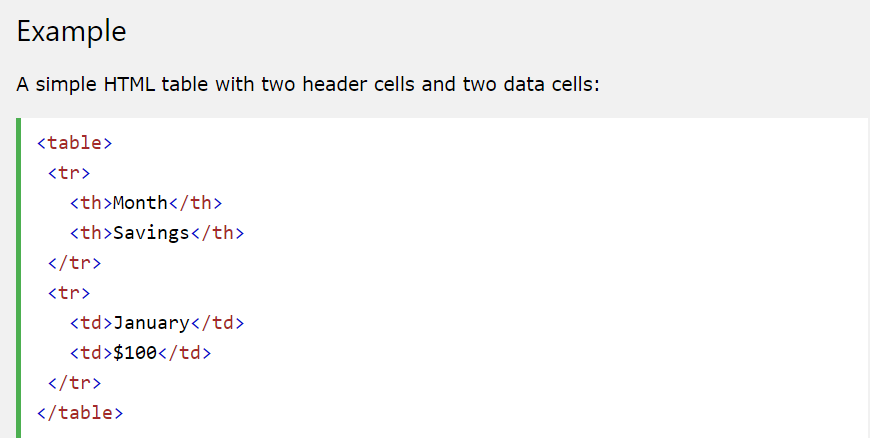 Example
A simple HTML table with two header cells and two data cells:
<table>
 <tr>
   <th>Month</th>
   <th>Savings</th>
 </tr>
 <tr>
   <td>January</td>
   <td>$100</td>
 </tr>
</table>